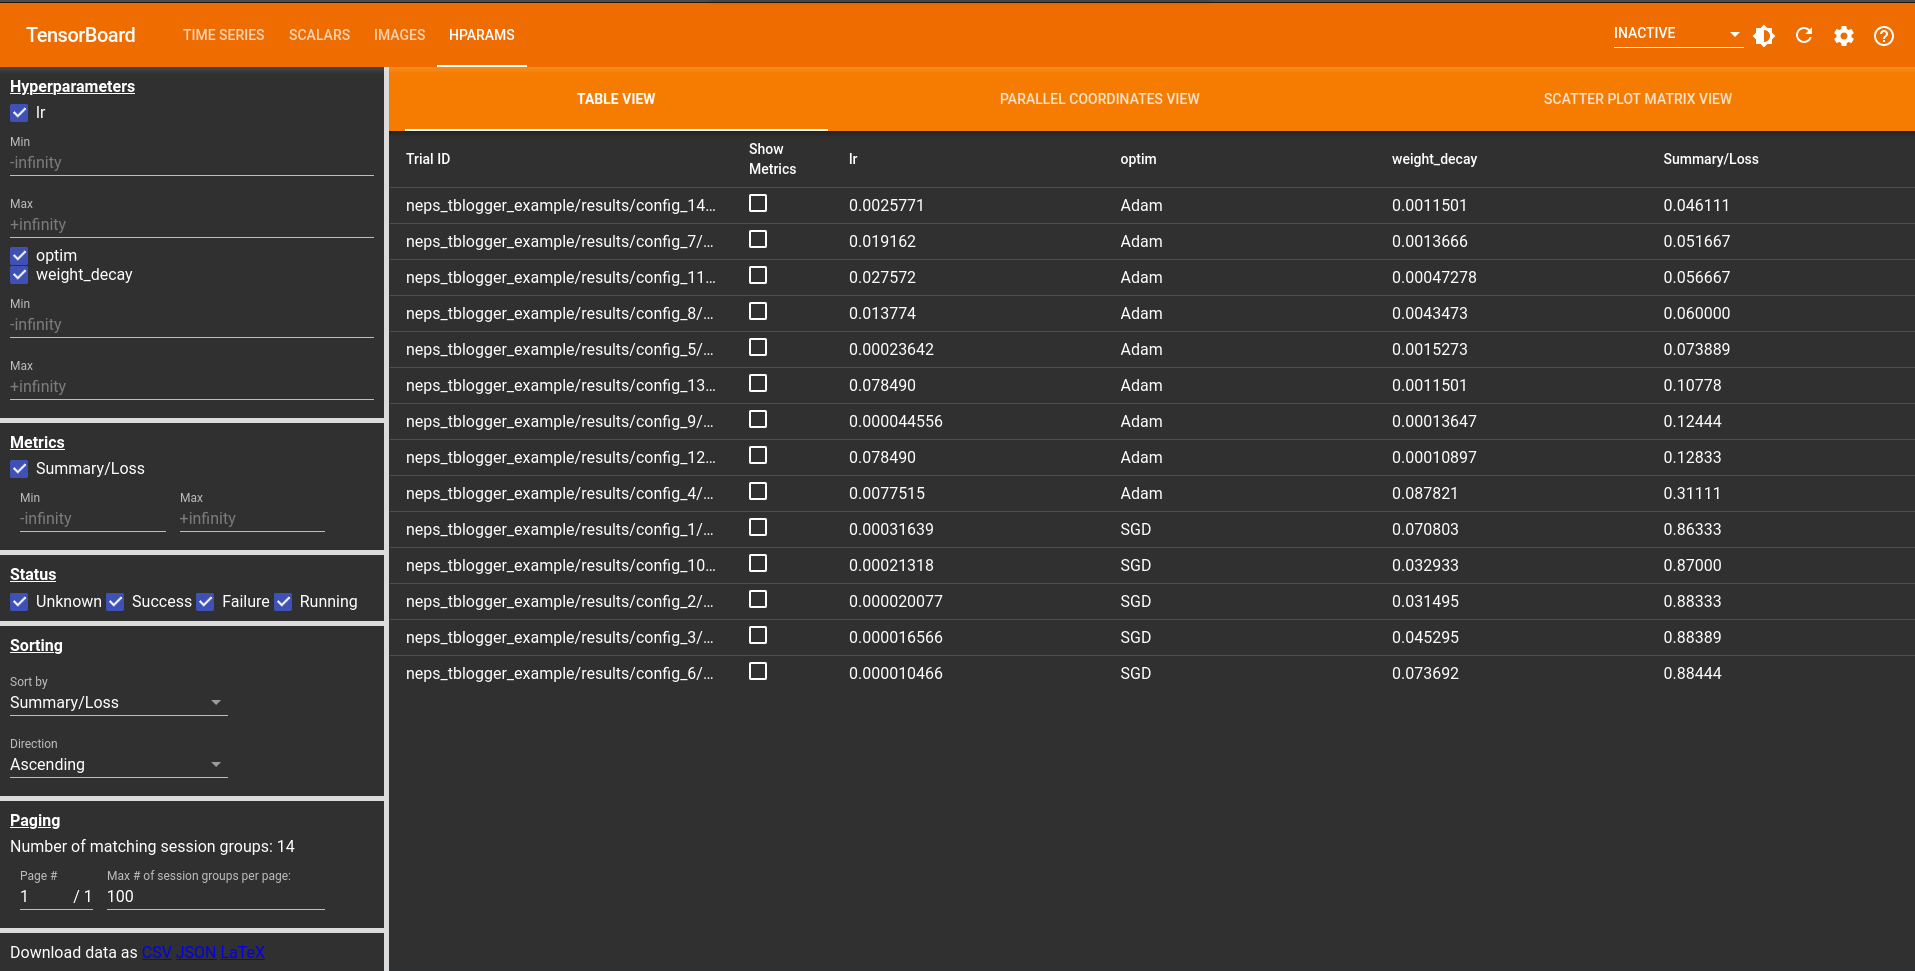 TensorBoard TIME SERIES SCALARS IMAGES HPARAMS INACTIVE
Hyperparameters
lr
Min
-infinity
Max
+infinity
optim
weight_decay
Min
-infinity
Max
+infinity
Metrics
Summary/Loss
Min Max
-infinity +infinity
Status
Unknown Success Failure Running
Sorting
Sort by
Summary/Loss
Direction
Ascending
Paging
Number of matching session groups: 14
Page # Max # of session groups per page:
1 / 1 100
Download data as CSV JSON LaTeX
TABLE VIEW PARALLEL COORDINATES VIEW SCATTER PLOT MATRIX VIEW
Trial ID Show Metrics lr optim weight_decay Summary/Loss
neps_tblogger_example/results/config_14... 0.0025771 Adam 0.0011501 0.046111
neps_tblogger_example/results/config_7/... 0.019162 Adam 0.0013666 0.051667
neps_tblogger_example/results/config_11... 0.027572 Adam 0.00047278 0.056667
neps_tblogger_example/results/config_8/... 0.013774 Adam 0.0043473 0.060000
neps_tblogger_example/results/config_5/... 0.00023642 Adam 0.0015273 0.073889
neps_tblogger_example/results/config_13... 0.078490 Adam 0.0011501 0.10778
neps_tblogger_example/results/config_9/... 0.000044556 Adam 0.00013647 0.12444
neps_tblogger_example/results/config_12... 0.078490 Adam 0.00010897 0.12833
neps_tblogger_example/results/config_4/... 0.0077515 Adam 0.087821 0.31111
neps_tblogger_example/results/config_1/... 0.00031639 SGD 0.070803 0.86333
neps_tblogger_example/results/config_10... 0.00021318 SGD 0.032933 0.87000
neps_tblogger_example/results/config_2/... 0.000020077 SGD 0.031495 0.88333
neps_tblogger_example/results/config_3/... 0.000016566 SGD 0.045295 0.88389
neps_tblogger_example/results/config_6/... 0.000010466 SGD 0.073692 0.88444